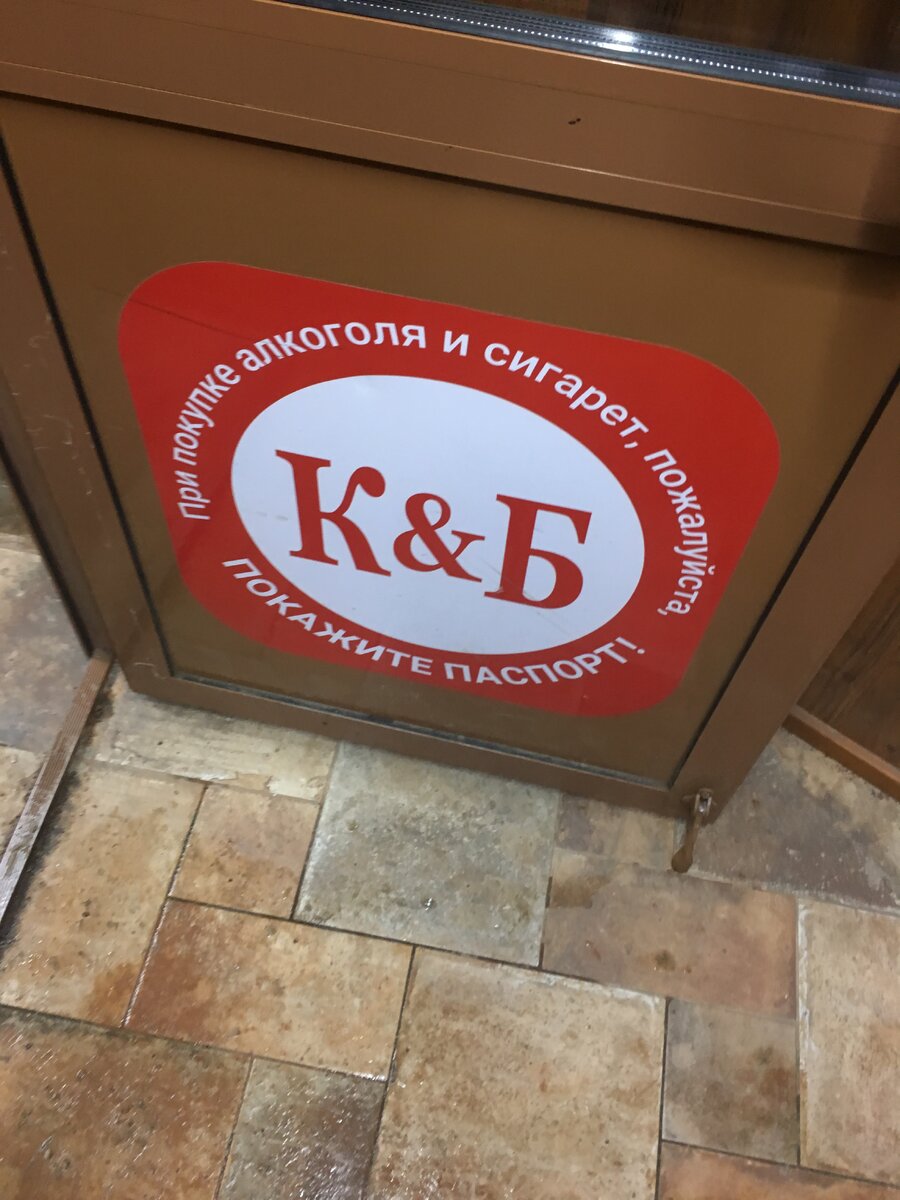 При покупке алкоголя и сигарет, пожалуйста,
К&Б
ПОКАЖИТЕ ПАСПОРТ!